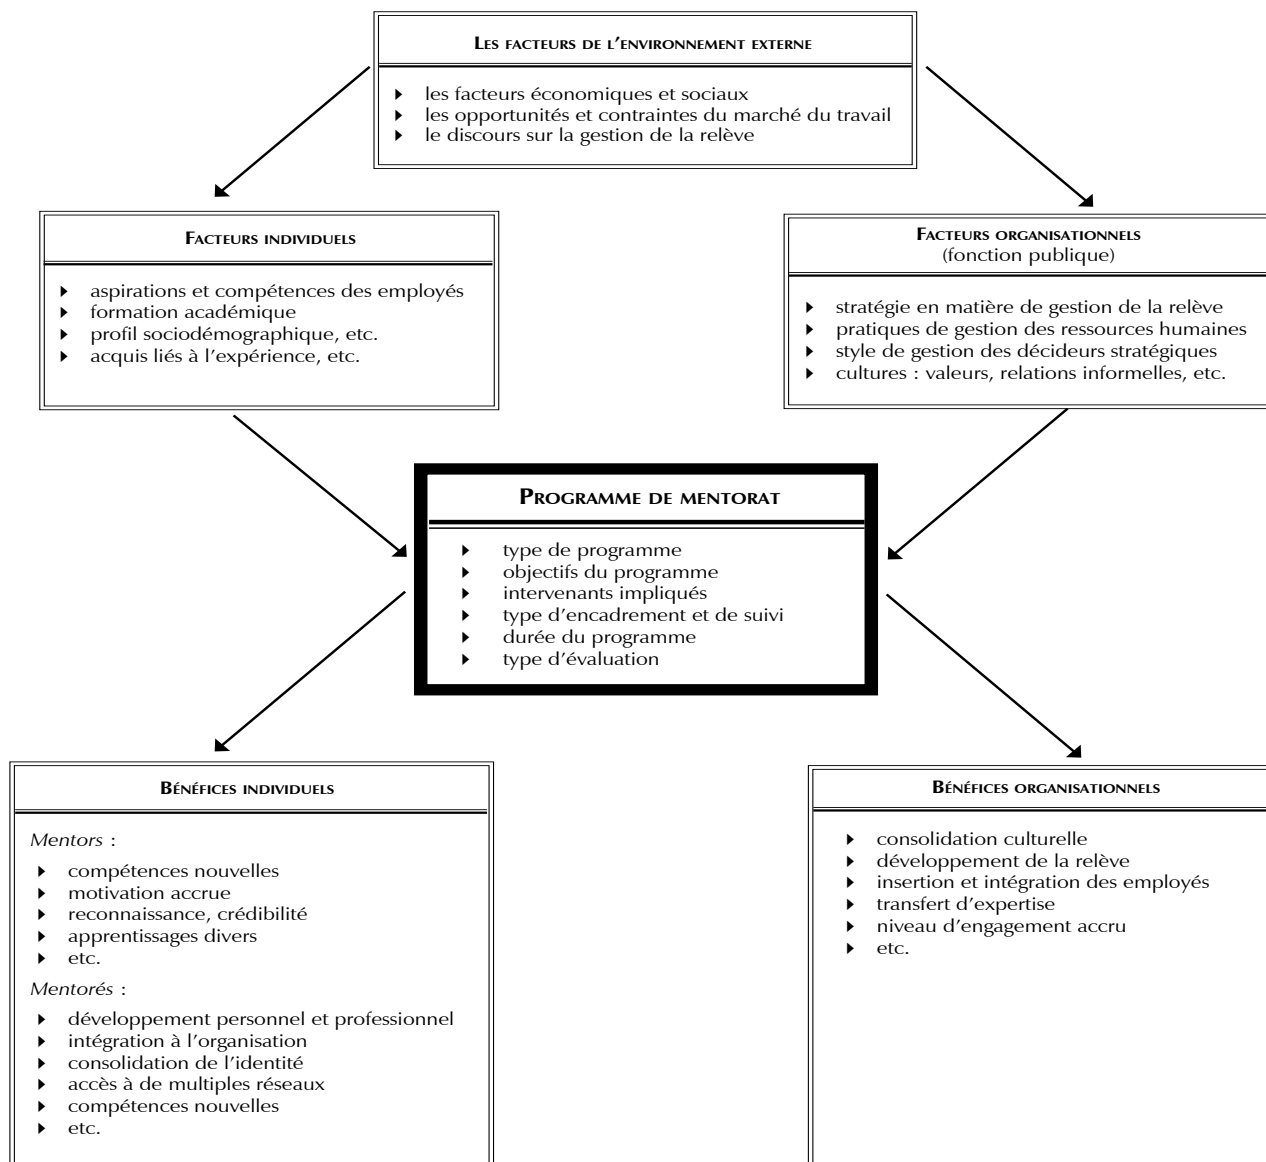 Les facteurs de l'environnement externe
▸ les facteurs économiques et sociaux
▸ les opportunités et contraintes du marché du travail
▸ le discours sur la gestion de la relève
Facteurs individuels
▸ aspirations et compétences des employés
▸ formation académique
▸ profil sociodémographique, etc.
▸ acquis liés à l'expérience, etc.
Facteurs organisationnels
(fonction publique)
▸ stratégie en matière de gestion de la relève
▸ pratiques de gestion des ressources humaines
▸ style de gestion des décideurs stratégiques
▸ cultures : valeurs, relations informelles, etc.
Programme de mentorat
▸ type de programme
▸ objectifs du programme
▸ intervenants impliqués
▸ type d'encadrement et de suivi
▸ durée du programme
▸ type d'évaluation
Bénéfices individuels
Mentors :
▸ compétences nouvelles
▸ motivation accrue
▸ reconnaissance, crédibilité
▸ apprentissages divers
▸ etc.
Mentorés :
▸ développement personnel et professionnel
▸ intégration à l'organisation
▸ consolidation de l'identité
▸ accès à de multiples réseaux
▸ compétences nouvelles
▸ etc.
Bénéfices organisationnels
▸ consolidation culturelle
▸ développement de la relève
▸ insertion et intégration des employés
▸ transfert d'expertise
▸ niveau d'engagement accru
▸ etc.